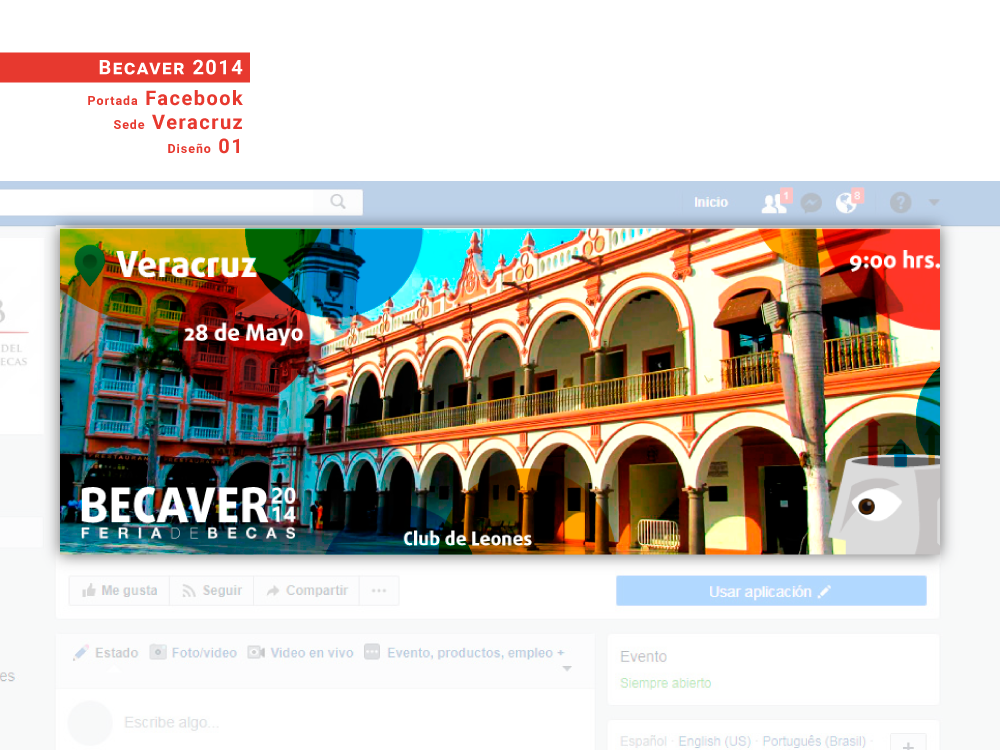 BECAVER 2014
Portada Facebook
Sede Veracruz
Diseño 01
Inicio
1
8
?
Veracruz
28 de Mayo
9:00 hrs.
BECAVER 2014
FERIA DE BECAS
Club de Leones
DEL
ECAS
Me gusta
Seguir
Compartir
Usar aplicación
Estado
Foto/video
Video en vivo
Evento, productos, empleo +
Evento
Siempre abierto
es
Escribe algo...
Español · English (US) · Português (Brasil) ·
+